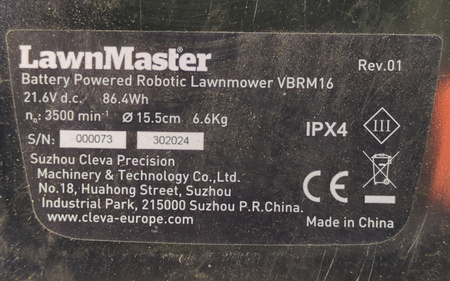 LawnMaster®
Rev.01
Battery Powered Robotic Lawnmower VBRM16
21.6V d.c. 86.4Wh
n₀: 3500 min⁻¹ Ø 15.5cm 6.6Kg
IPX4
III
S/N: 000073 302024
Suzhou Cleva Precision
Machinery & Technology Co.,Ltd.
No.18, Huahong Street, Suzhou
Industrial Park, 215000 Suzhou P.R.China.
www.cleva-europe.com
CE
Made in China